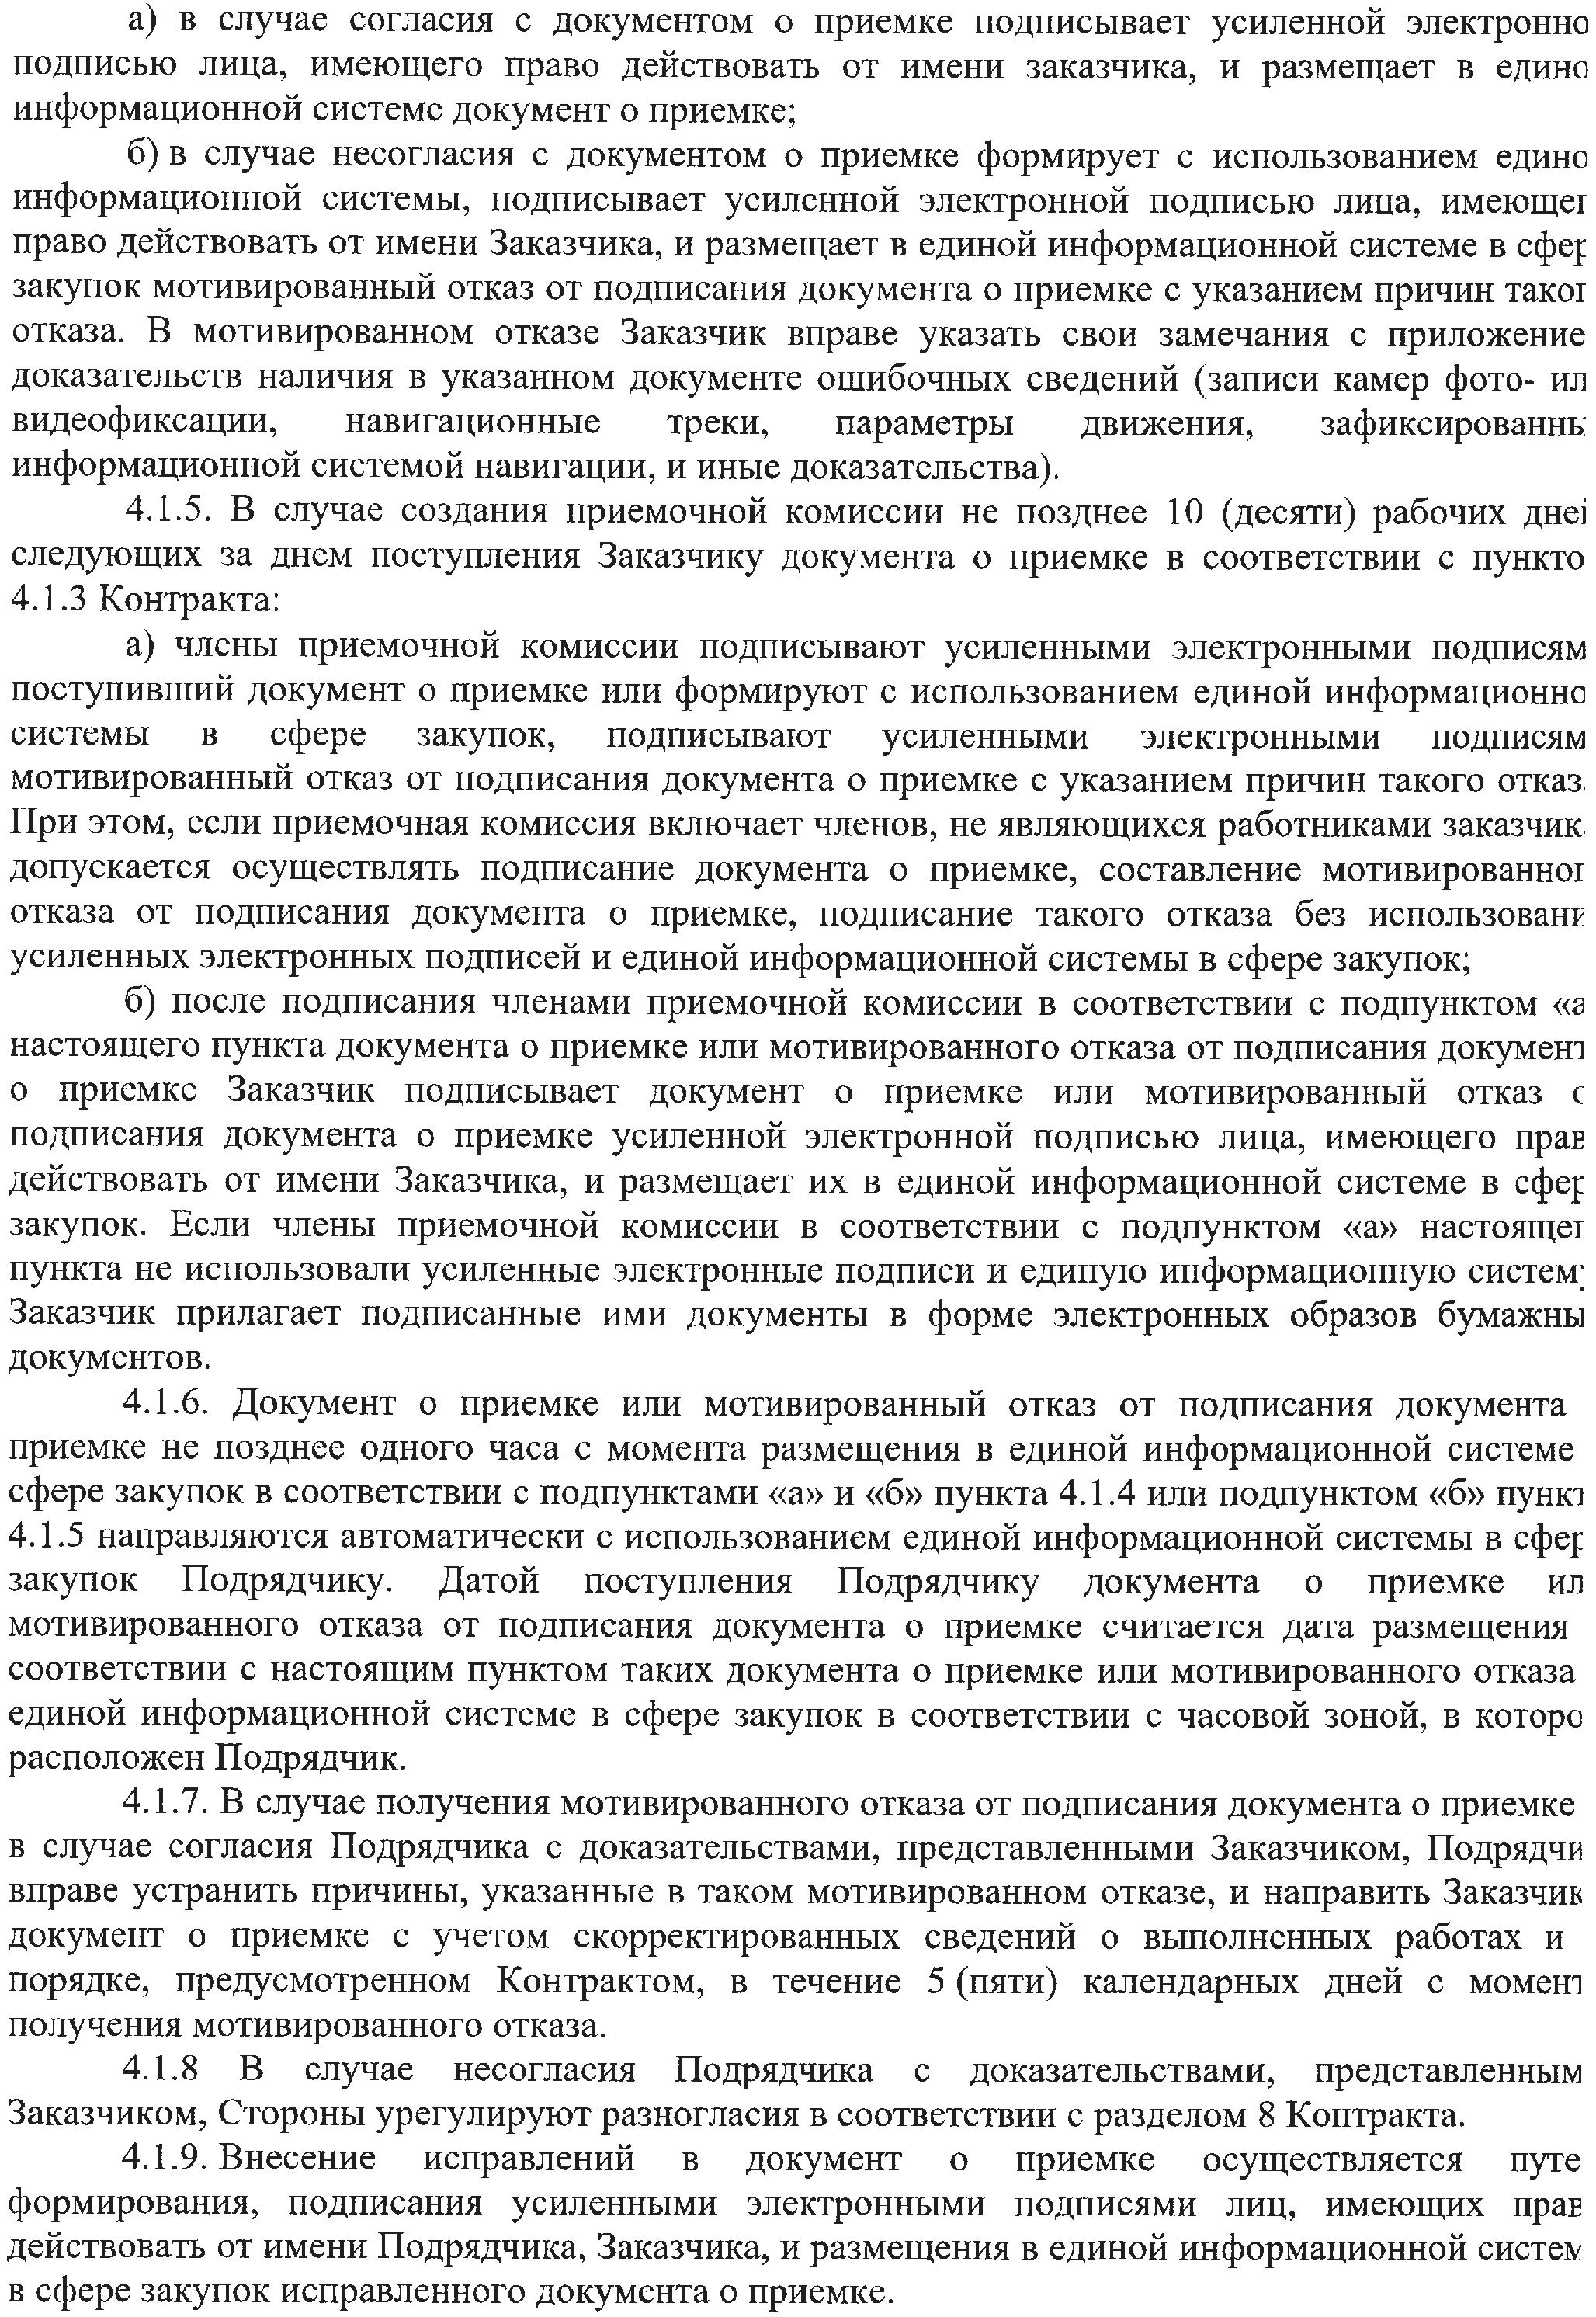 а) в случае согласия с документом о приемке подписывает усиленной электронно
подписью лица, имеющего право действовать от имени заказчика, и размещает в едино
информационной системе документ о приемке;
б) в случае несогласия с документом о приемке формирует с использованием едино
информационной системы, подписывает усиленной электронной подписью лица, имеющег
право действовать от имени Заказчика, и размещает в единой информационной системе в сфер
закупок мотивированный отказ от подписания документа о приемке с указанием причин таког
отказа. В мотивированном отказе Заказчик вправе указать свои замечания с приложение
доказательств наличия в указанном документе ошибочных сведений (записи камер фото- ил
видеофиксации, навигационные треки, параметры движения, зафиксированны
информационной системой навигации, и иные доказательства).
4.1.5. В случае создания приемочной комиссии не позднее 10 (десяти) рабочих дней
следующих за днем поступления Заказчику документа о приемке в соответствии с пункто
4.1.3 Контракта:
а) члены приемочной комиссии подписывают усиленными электронными подписям
поступивший документ о приемке или формируют с использованием единой информационно
системы в сфере закупок, подписывают усиленными электронными подписям
мотивированный отказ от подписания документа о приемке с указанием причин такого отказ.
При этом, если приемочная комиссия включает членов, не являющихся работниками заказчик.
допускается осуществлять подписание документа о приемке, составление мотивированног
отказа от подписания документа о приемке, подписание такого отказа без использовани
усиленных электронных подписей и единой информационной системы в сфере закупок;
б) после подписания членами приемочной комиссии в соответствии с подпунктом «а
настоящего пункта документа о приемке или мотивированного отказа от подписания документ
о приемке Заказчик подписывает документ о приемке или мотивированный отказ о
подписания документа о приемке усиленной электронной подписью лица, имеющего прав
действовать от имени Заказчика, и размещает их в единой информационной системе в сфер
закупок. Если члены приемочной комиссии в соответствии с подпунктом «а» настоящег
пункта не использовали усиленные электронные подписи и единую информационную систему
Заказчик прилагает подписанные ими документы в форме электронных образов бумажны
документов.
4.1.6. Документ о приемке или мотивированный отказ от подписания документа
приемке не позднее одного часа с момента размещения в единой информационной системе
сфере закупок в соответствии с подпунктами «а» и «б» пункта 4.1.4 или подпунктом «б» пункт
4.1.5 направляются автоматически с использованием единой информационной системы в сфер
закупок Подрядчику. Датой поступления Подрядчику документа о приемке ил
мотивированного отказа от подписания документа о приемке считается дата размещения
соответствии с настоящим пунктом таких документа о приемке или мотивированного отказа
единой информационной системе в сфере закупок в соответствии с часовой зоной, в которо
расположен Подрядчик.
4.1.7. В случае получения мотивированного отказа от подписания документа о приемке
в случае согласия Подрядчика с доказательствами, представленными Заказчиком, Подрядчи
вправе устранить причины, указанные в таком мотивированном отказе, и направить Заказчик
документ о приемке с учетом скорректированных сведений о выполненных работах и
порядке, предусмотренном Контрактом, в течение 5 (пяти) календарных дней с момент
получения мотивированного отказа.
4.1.8 В случае несогласия Подрядчика с доказательствами, представленным
Заказчиком, Стороны урегулируют разногласия в соответствии с разделом 8 Контракта.
4.1.9. Внесение исправлений в документ о приемке осуществляется путе
формирования, подписания усиленными электронными подписями лиц, имеющих прав
действовать от имени Подрядчика, Заказчика, и размещения в единой информационной систем
в сфере закупок исправленного документа о приемке.